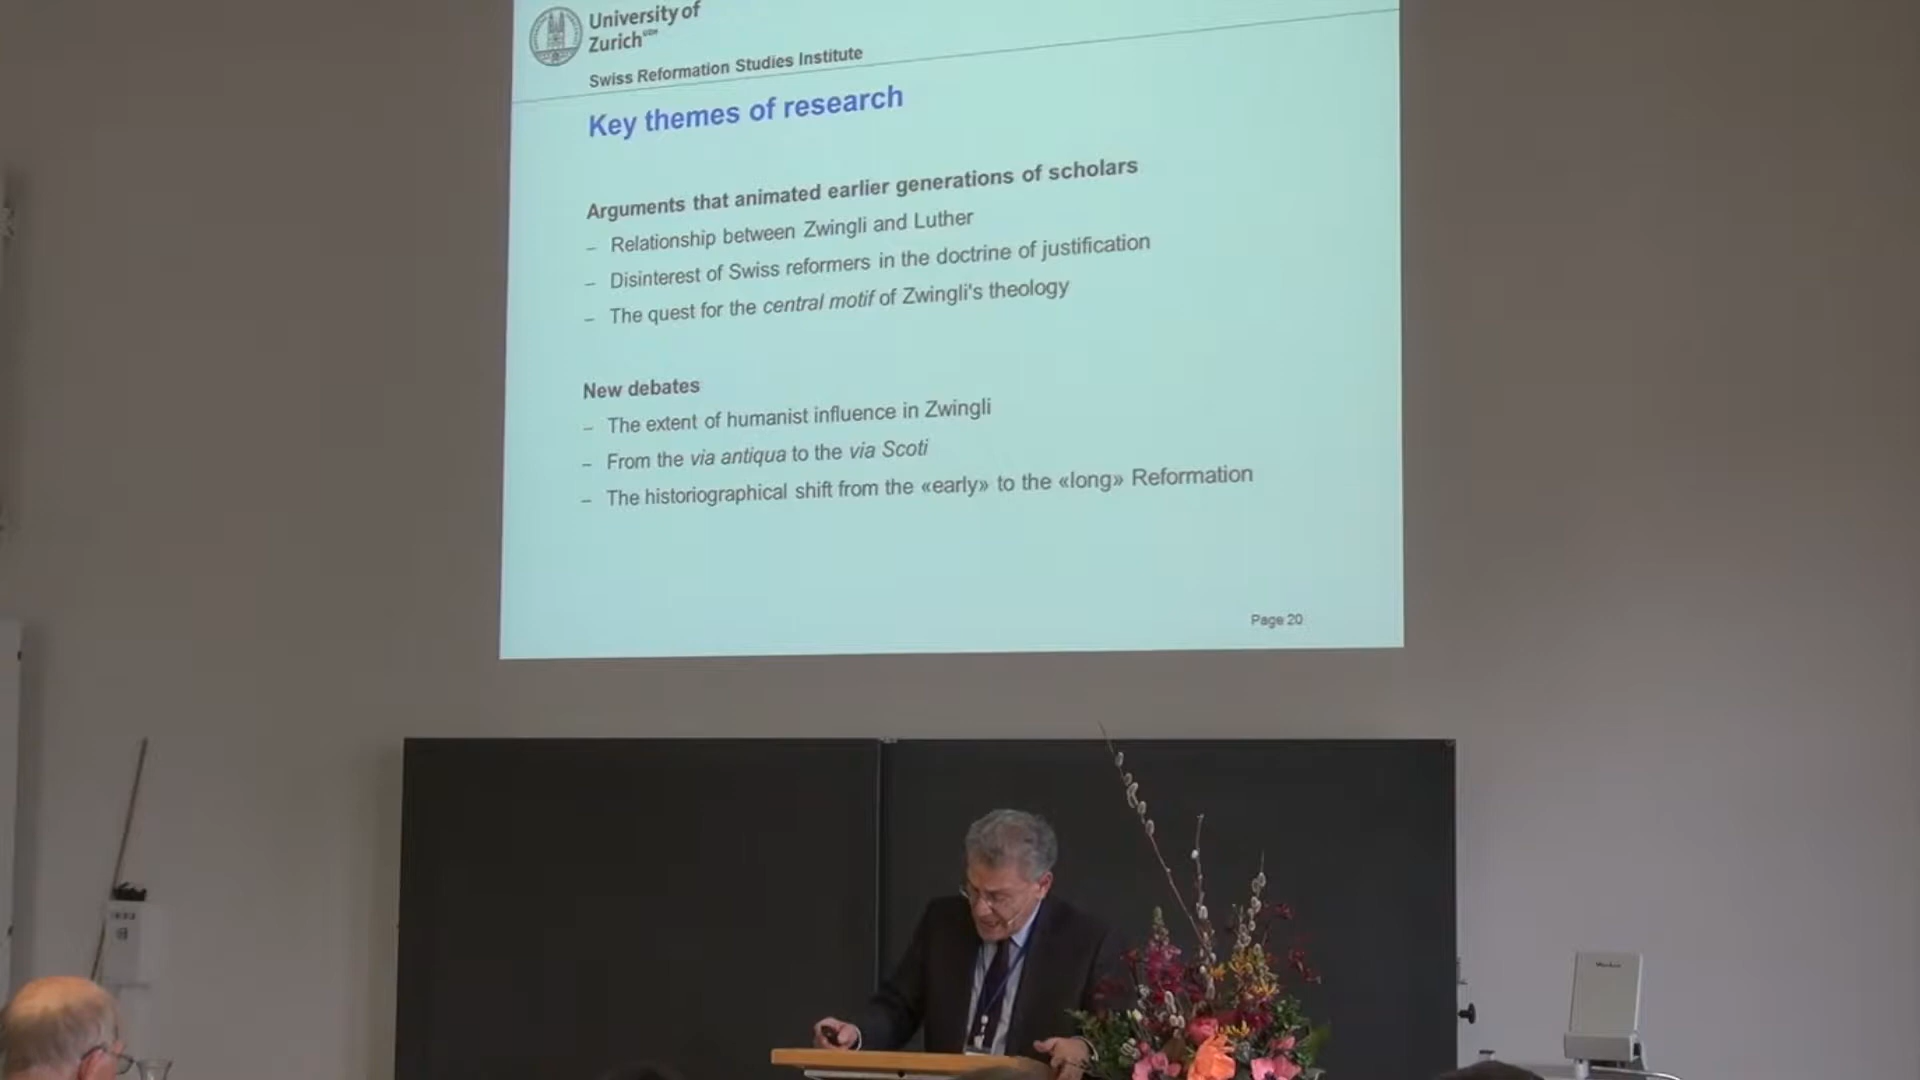 University of
Zurich UZH
Swiss Reformation Studies Institute
Key themes of research
Arguments that animated earlier generations of scholars
– Relationship between Zwingli and Luther
– Disinterest of Swiss reformers in the doctrine of justification
– The quest for the central motif of Zwingli's theology
New debates
– The extent of humanist influence in Zwingli
– From the via antiqua to the via Scoti
– The historiographical shift from the «early» to the «long» Reformation
Page 20